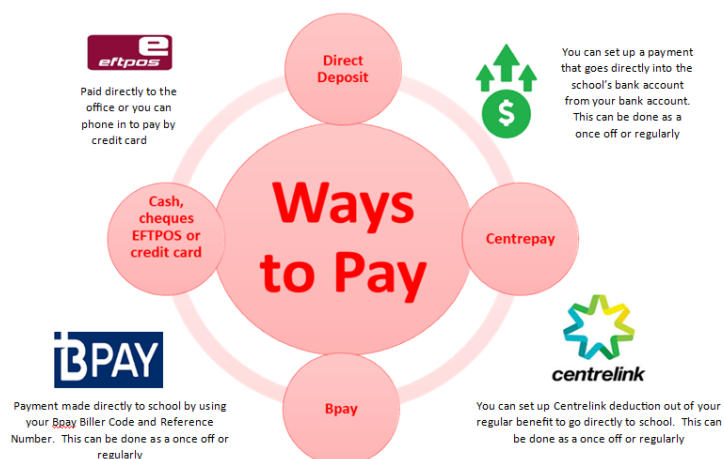 e
eftpos
Paid directly to the
office or you can
phone in to pay by
credit card
Direct
Deposit
$
You can set up a payment
that goes directly into the
school's bank account
from your bank account.
This can be done as a
once off or regularly
Cash,
cheques
EFTPOS or
credit card
Ways
to Pay
Centrepay
BPAY
Payment made directly to school by using
your Bpay Biller Code and Reference
Number.  This can be done as a once off or
regularly
Bpay
centrelink
You can set up Centrelink deduction out of your
regular benefit to go directly to school.  This can
be done as a once off or regularly